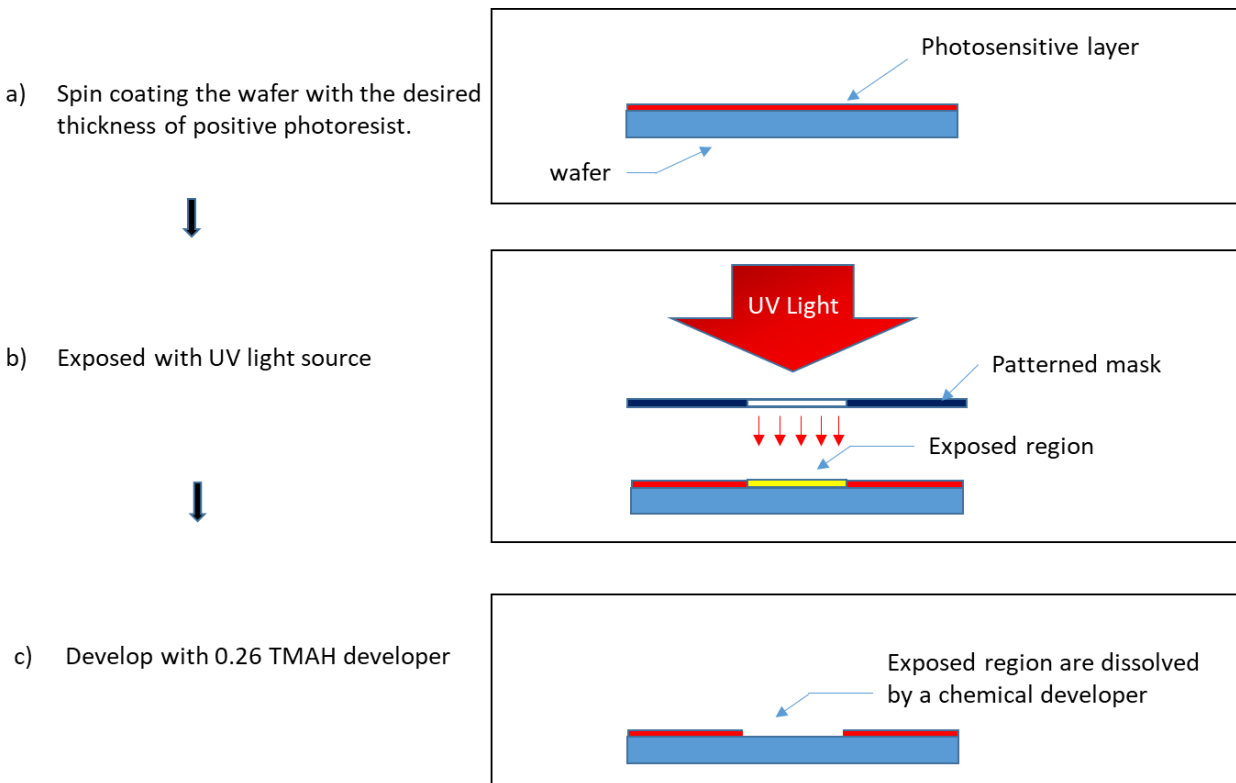 a) Spin coating the wafer with the desired
thickness of positive photoresist.
Photosensitive layer
wafer
b) Exposed with UV light source
UV Light
Patterned mask
Exposed region
c) Develop with 0.26 TMAH developer
Exposed region are dissolved
by a chemical developer